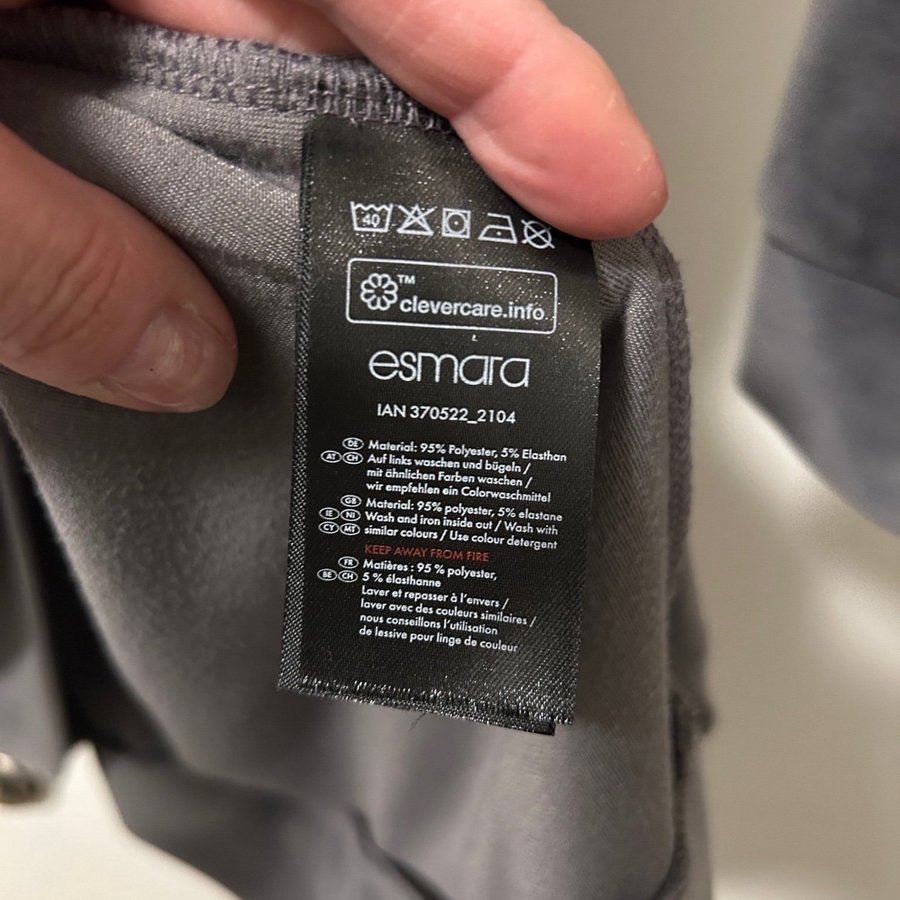 40
™
clevercare.info
L
esmara
IAN 370522_2104
DE Material: 95% Polyester, 5% Elasthan
AT CH Auf links waschen und bügeln /
mit ähnlichen Farben waschen /
wir empfehlen ein Colorwaschmittel
GB Material: 95% polyester, 5% elastane
IE NI Wash and iron inside out / Wash with
CY MT similar colours / Use colour detergent
KEEP AWAY FROM FIRE
FR Matières : 95 % polyester,
BE CH 5 % élasthanne
Laver et repasser à l'envers /
laver avec des couleurs similaires /
nous conseillons l'utilisation
de lessive pour linge de couleur